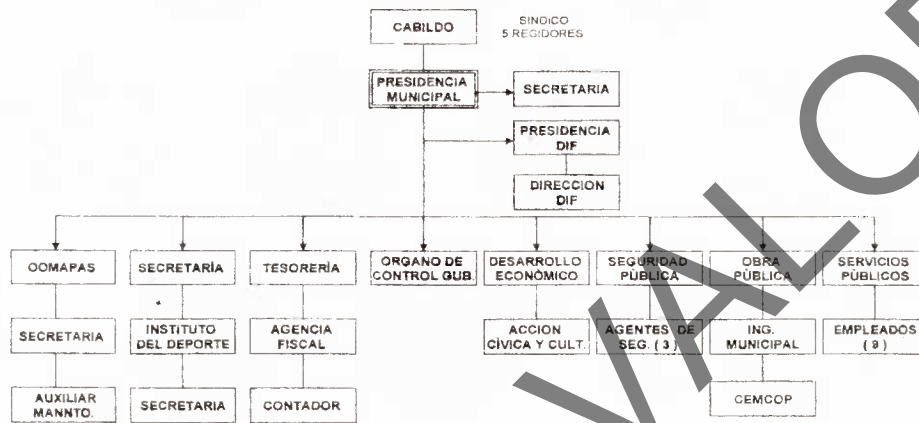 CABILDO
SINDICO
5 REGIDORES
PRESIDENCIA
MUNICIPAL
SECRETARIA
PRESIDENCIA
DIF
DIRECCION
DIF
OOMAPAS
SECRETARÍA
TESORERÍA
ORGANO DE
CONTROL GUB.
DESARROLLO
ECONÓMICO
SEGURIDAD
PÚBLICA
OBRA
PÚBLICA
SERVICIOS
PÚBLICOS
SECRETARIA
INSTITUTO
DEL DEPORTE
AGENCIA
FISCAL
ACCION
CÍVICA Y CULT.
AGENTES DE
SEG. ( 3 )
ING.
MUNICIPAL
EMPLEADOS
( 9 )
AUXILIAR
MANNTO.
SECRETARIA
CONTADOR
CEMCOP
VALOR